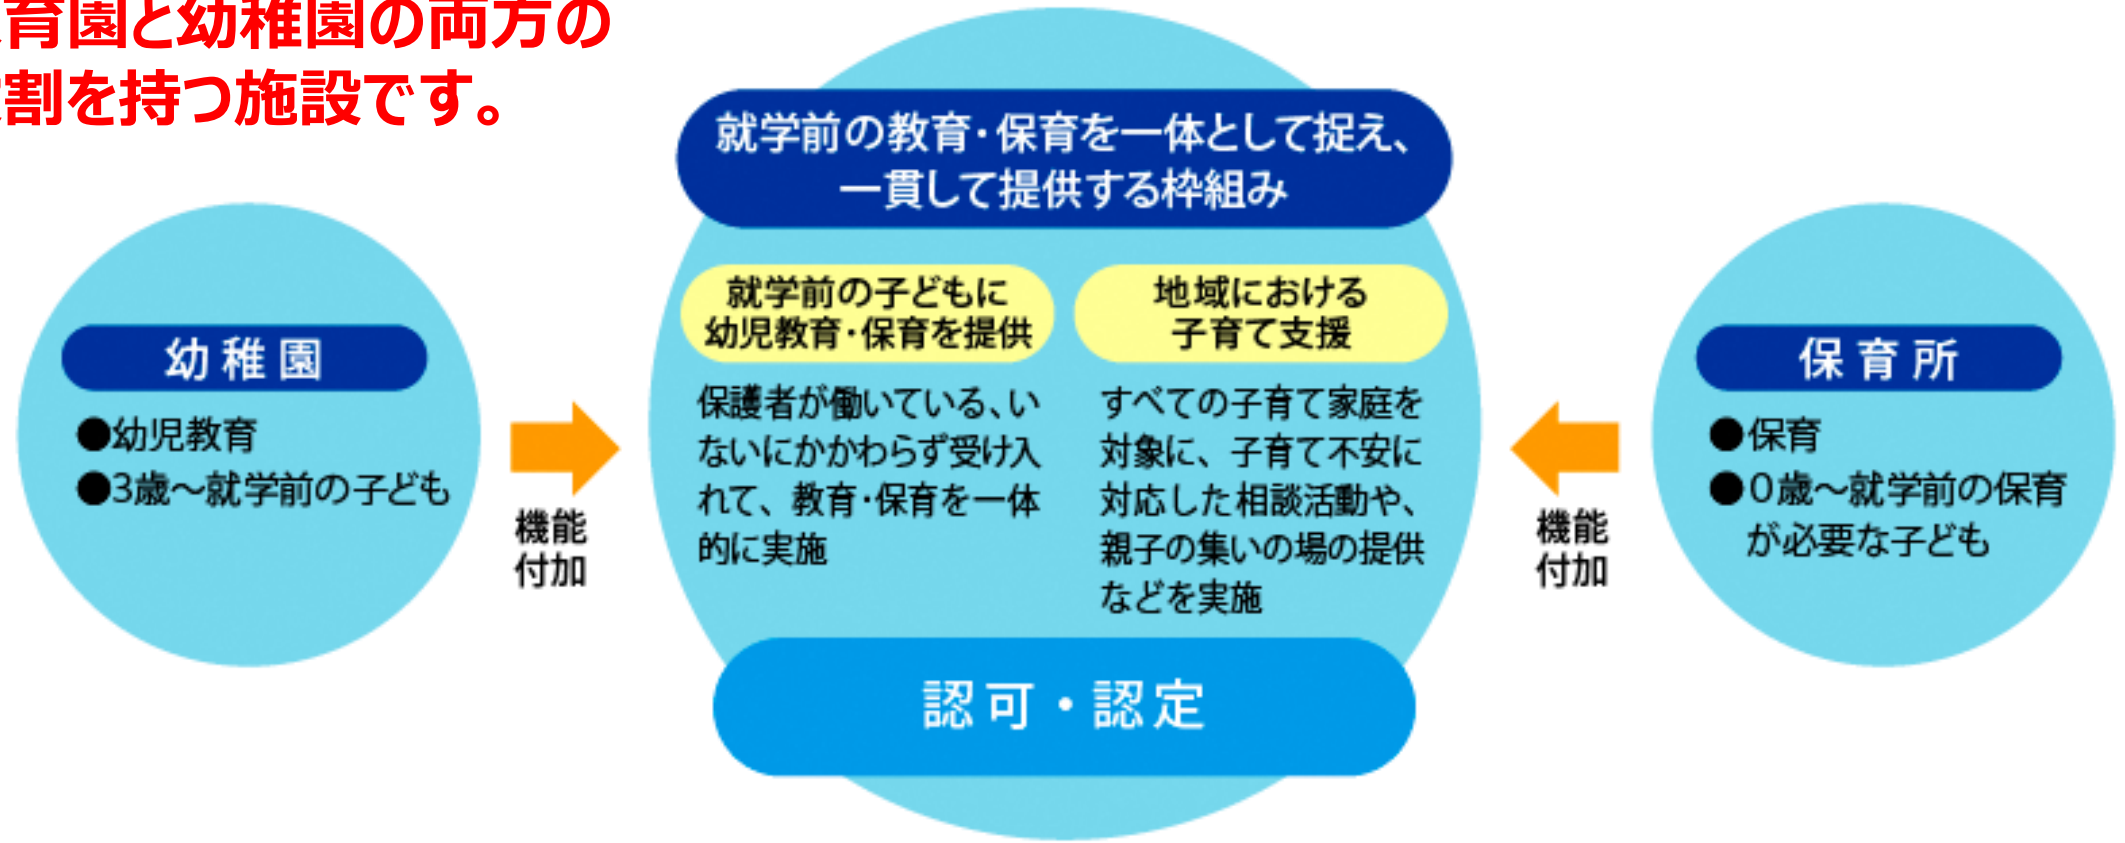 育園と幼稚園の両方の
割を持つ施設です。
就学前の教育・保育を一体として捉え、
一貫して提供する枠組み
幼稚園
●幼児教育
●3歳～就学前の子ども
機能
付加
就学前の子どもに
幼児教育・保育を提供
保護者が働いている、い
ないにかかわらず受け入
れて、教育・保育を一体
的に実施
地域における
子育て支援
すべての子育て家庭を
対象に、子育て不安に
対応した相談活動や、
親子の集いの場の提供
などを実施
認可・認定
機能
付加
保育所
●保育
●０歳～就学前の保育
が必要な子ども